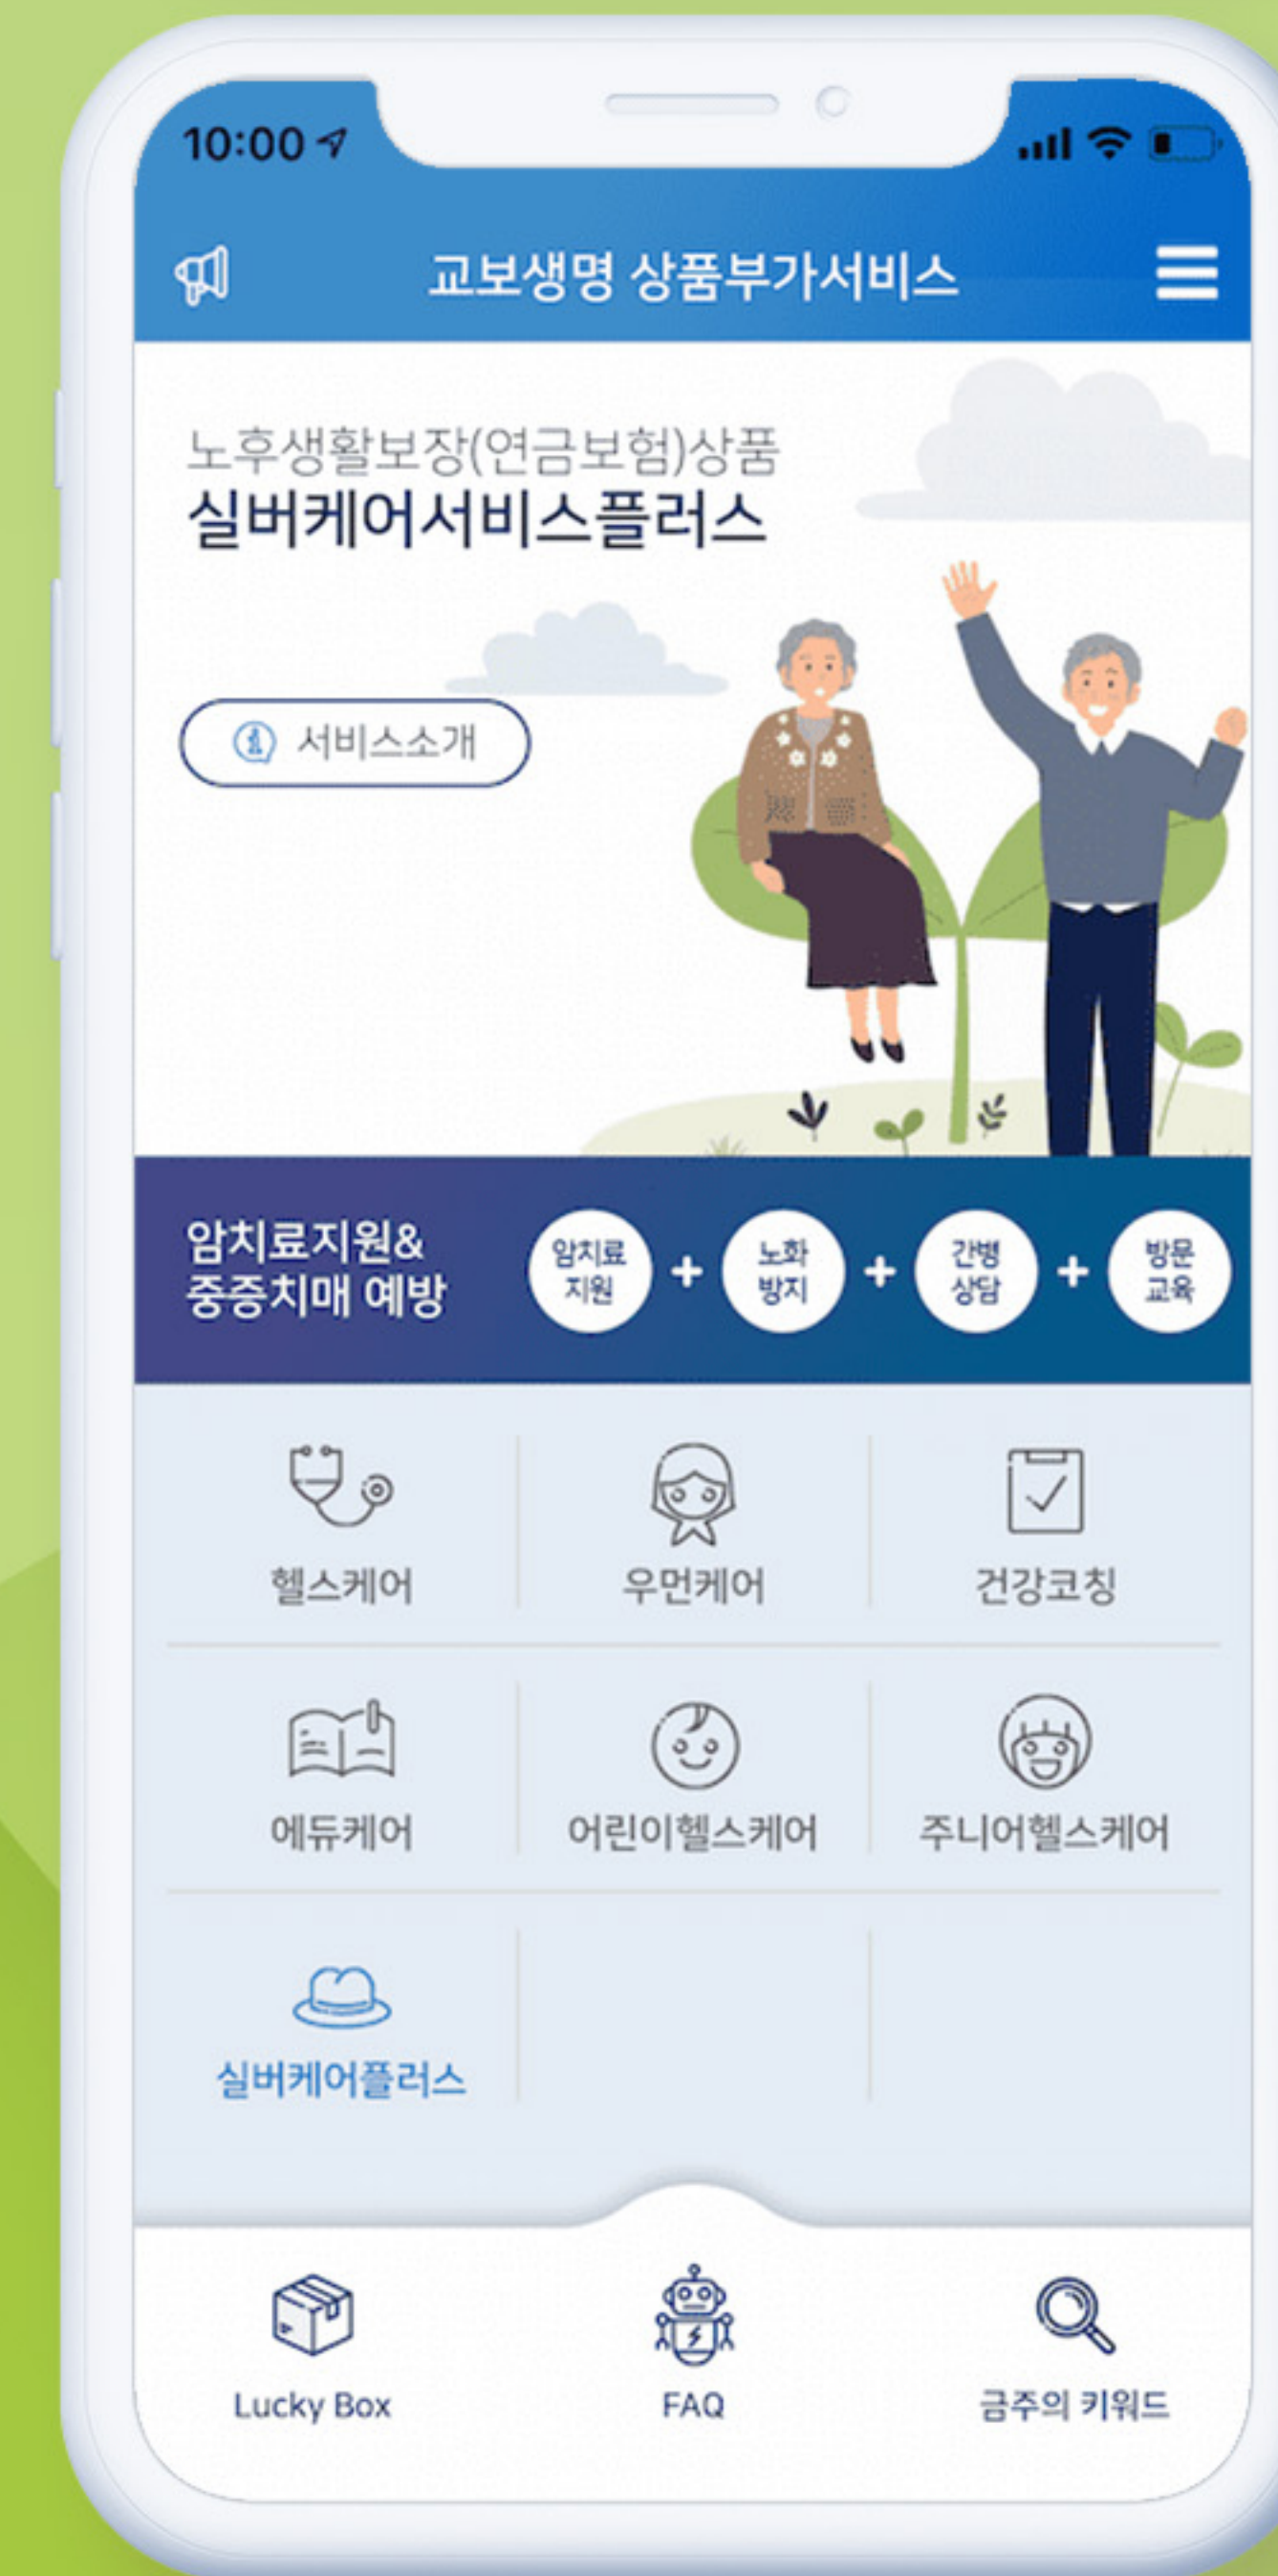 10:00
교보생명 상품부가서비스
노후생활보장(연금보험)상품
실버케어서비스플러스
서비스소개
암치료지원&
중증치매 예방
암치료
지원
+
노화
방지
+
간병
상담
+
방문
교육
헬스케어
우먼케어
건강코칭
에듀케어
어린이헬스케어
주니어헬스케어
실버케어플러스
Lucky Box
FAQ
금주의 키워드